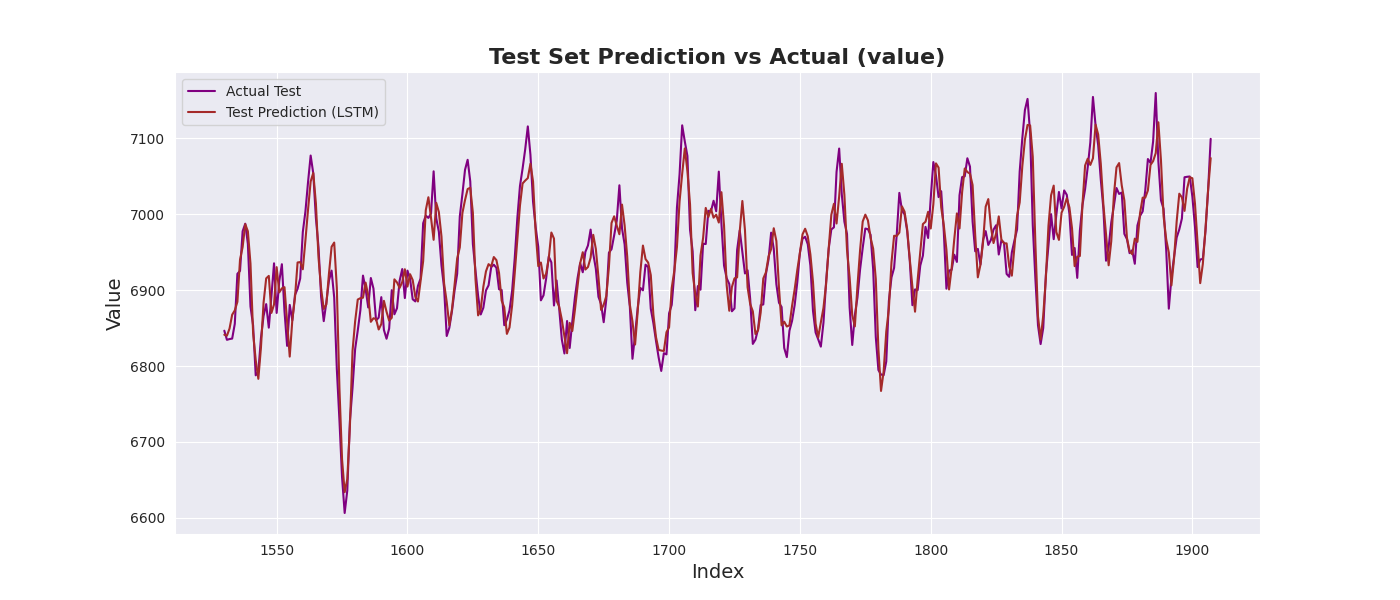 Test Set Prediction vs Actual (value)
Actual Test
Test Prediction (LSTM)
7100
7000
6900
6800
6700
6600
Value
1550
1600
1650
1700
1750
1800
1850
1900
Index